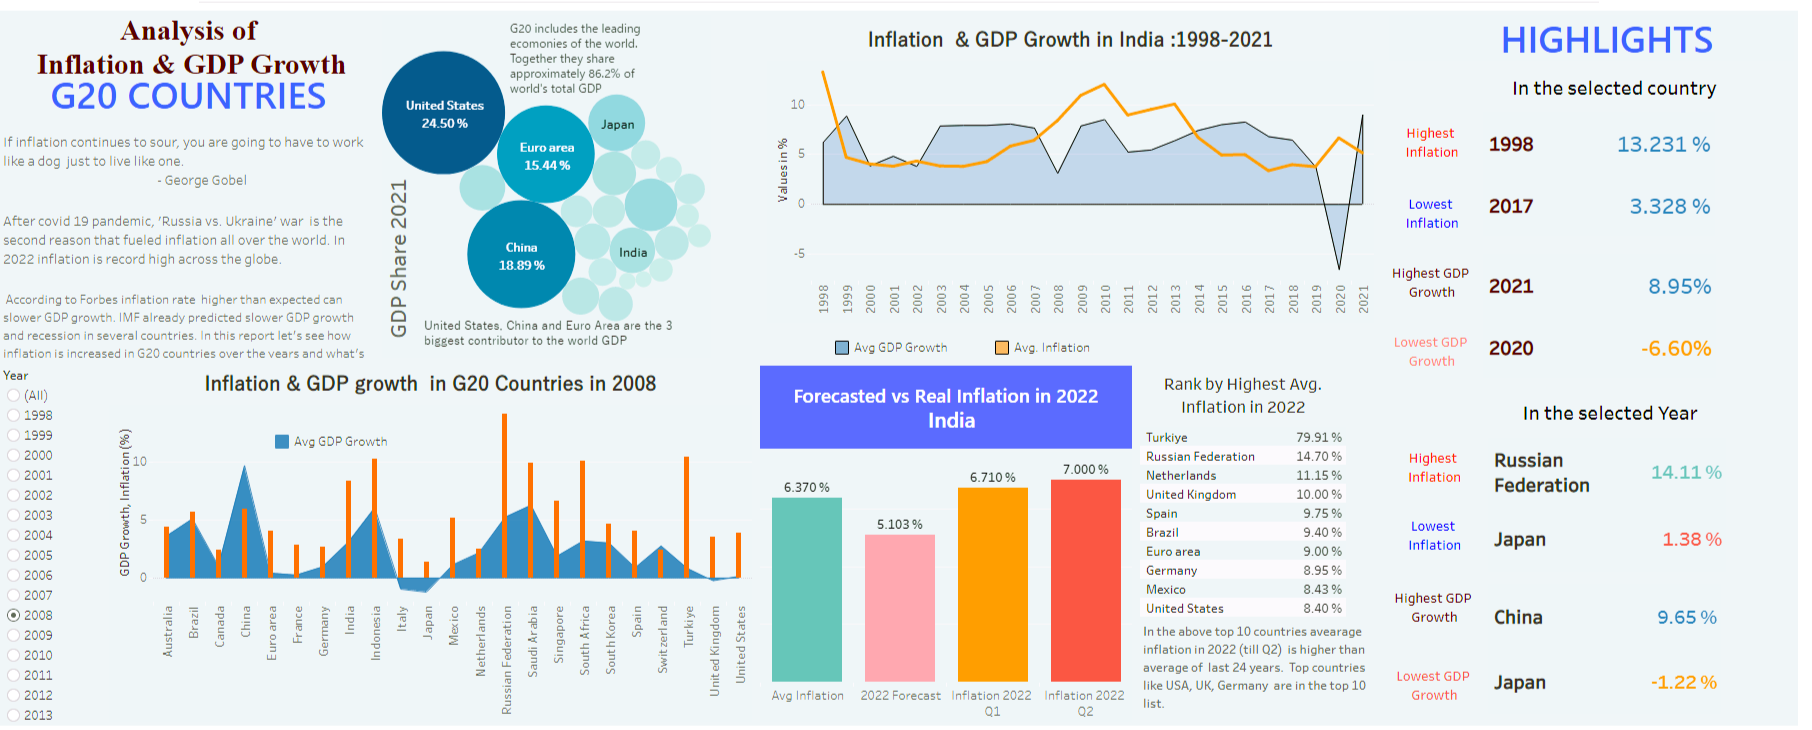 Analysis of
Inflation & GDP Growth
G20 COUNTRIES
If inflation continues to sour, you are going to have to work
like a dog just to live like one.
- George Gobel
After covid 19 pandemic, 'Russia vs. Ukraine' war is the
second reason that fueled inflation all over the world. In
2022 inflation is record high across the globe.
According to Forbes inflation rate higher than expected can
slower GDP growth. IMF already predicted slower GDP growth
and recession in several countries. In this report let's see how
inflation is increased in G20 countries over the years and what's
G20 includes the leading
ecomonies of the world.
Together they share
approximately 86.2% of
world's total GDP
United States
24.50 %
Euro area
15.44 %
Japan
China
18.89 %
India
GDP Share 2021
United States, China and Euro Area are the 3
biggest contributor to the world GDP
Inflation & GDP Growth in India :1998-2021
Values in %
10
5
0
-5
1998
1999
2000
2001
2002
2003
2004
2005
2006
2007
2008
2009
2010
2011
2012
2013
2014
2015
2016
2017
2018
2019
2020
2021
Avg GDP Growth
Avg. Inflation
HIGHLIGHTS
In the selected country
Highest
Inflation
1998
13.231 %
Lowest
Inflation
2017
3.328 %
Highest GDP
Growth
2021
8.95%
Lowest GDP
Growth
2020
-6.60%
In the selected Year
Highest
Inflation
Russian
Federation
14.11 %
Lowest
Inflation
Japan
1.38 %
Highest GDP
Growth
China
9.65 %
Lowest GDP
Growth
Japan
-1.22 %
Year
(All)
1998
1999
2000
2001
2002
2003
2004
2005
2006
2007
2008
2009
2010
2011
2012
2013
Inflation & GDP growth in G20 Countries in 2008
Avg GDP Growth
GDP Growth, Inflation (%)
10
5
0
Australia
Brazil
Canada
China
Euro area
France
Germany
India
Indonesia
Italy
Japan
Mexico
Netherlands
Russian Federation
Saudi Arabia
Singapore
South Africa
South Korea
Spain
Switzerland
Turkiye
United Kingdom
United States
Forecasted vs Real Inflation in 2022
India
6.370 %
5.103 %
6.710 %
7.000 %
Avg Inflation
2022 Forecast
Inflation 2022
Q1
Inflation 2022
Q2
Rank by Highest Avg.
Inflation in 2022
Turkiye 79.91 %
Russian Federation 14.70 %
Netherlands 11.15 %
United Kingdom 10.00 %
Spain 9.75 %
Brazil 9.40 %
Euro area 9.00 %
Germany 8.95 %
Mexico 8.43 %
United States 8.40 %
In the above top 10 countries avearage
inflation in 2022 (till Q2) is higher than
average of last 24 years. Top countries
like USA, UK, Germany are in the top 10
list.